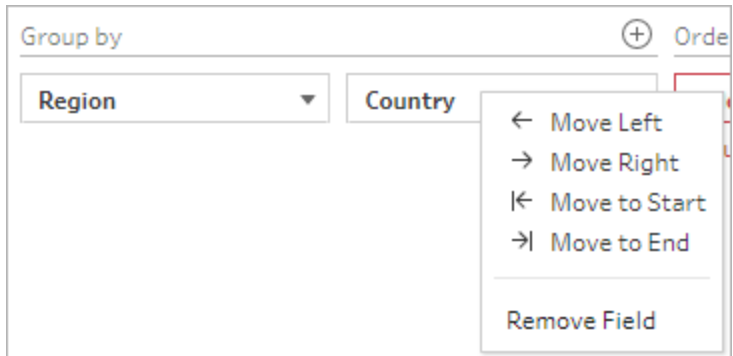 Group by
Orde
Region
Country
Move Left
Move Right
Move to Start
Move to End
Remove Field